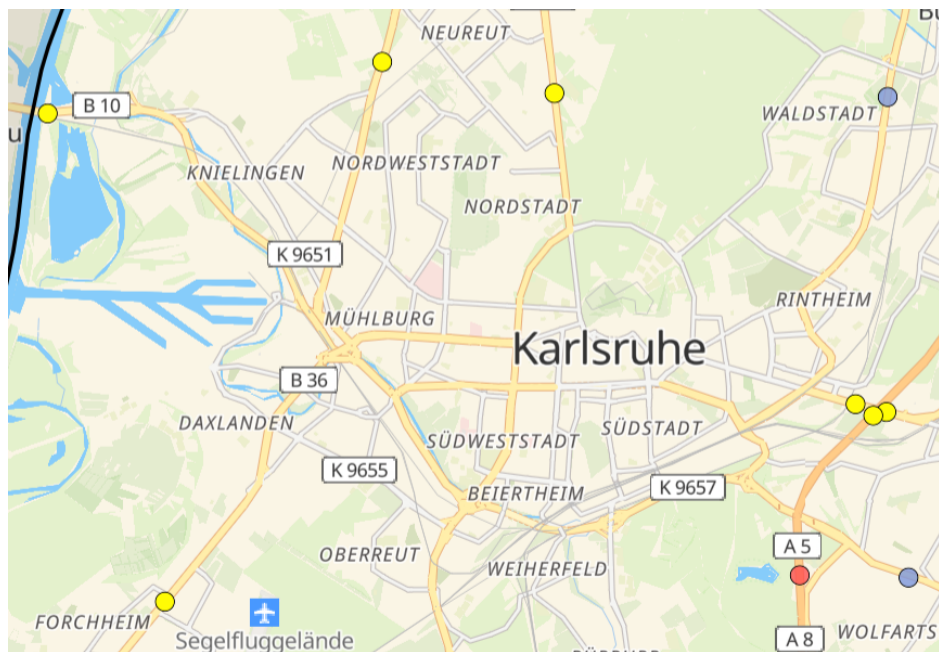 NEUREUT
B 10
WALDSTADT
u
NORDWESTSTADT
KNIELINGEN
NORDSTADT
K 9651
RINTHEIM
MÜHLBURG
Karlsruhe
B 36
DAXLANDEN
SÜDSTADT
SÜDWESTSTADT
K 9655
K 9657
BEIERTHEIM
A 5
OBERREUT
WEIHERFELD
FORCHHEIM
WOLFARTS
A 8
Segelfluggelände